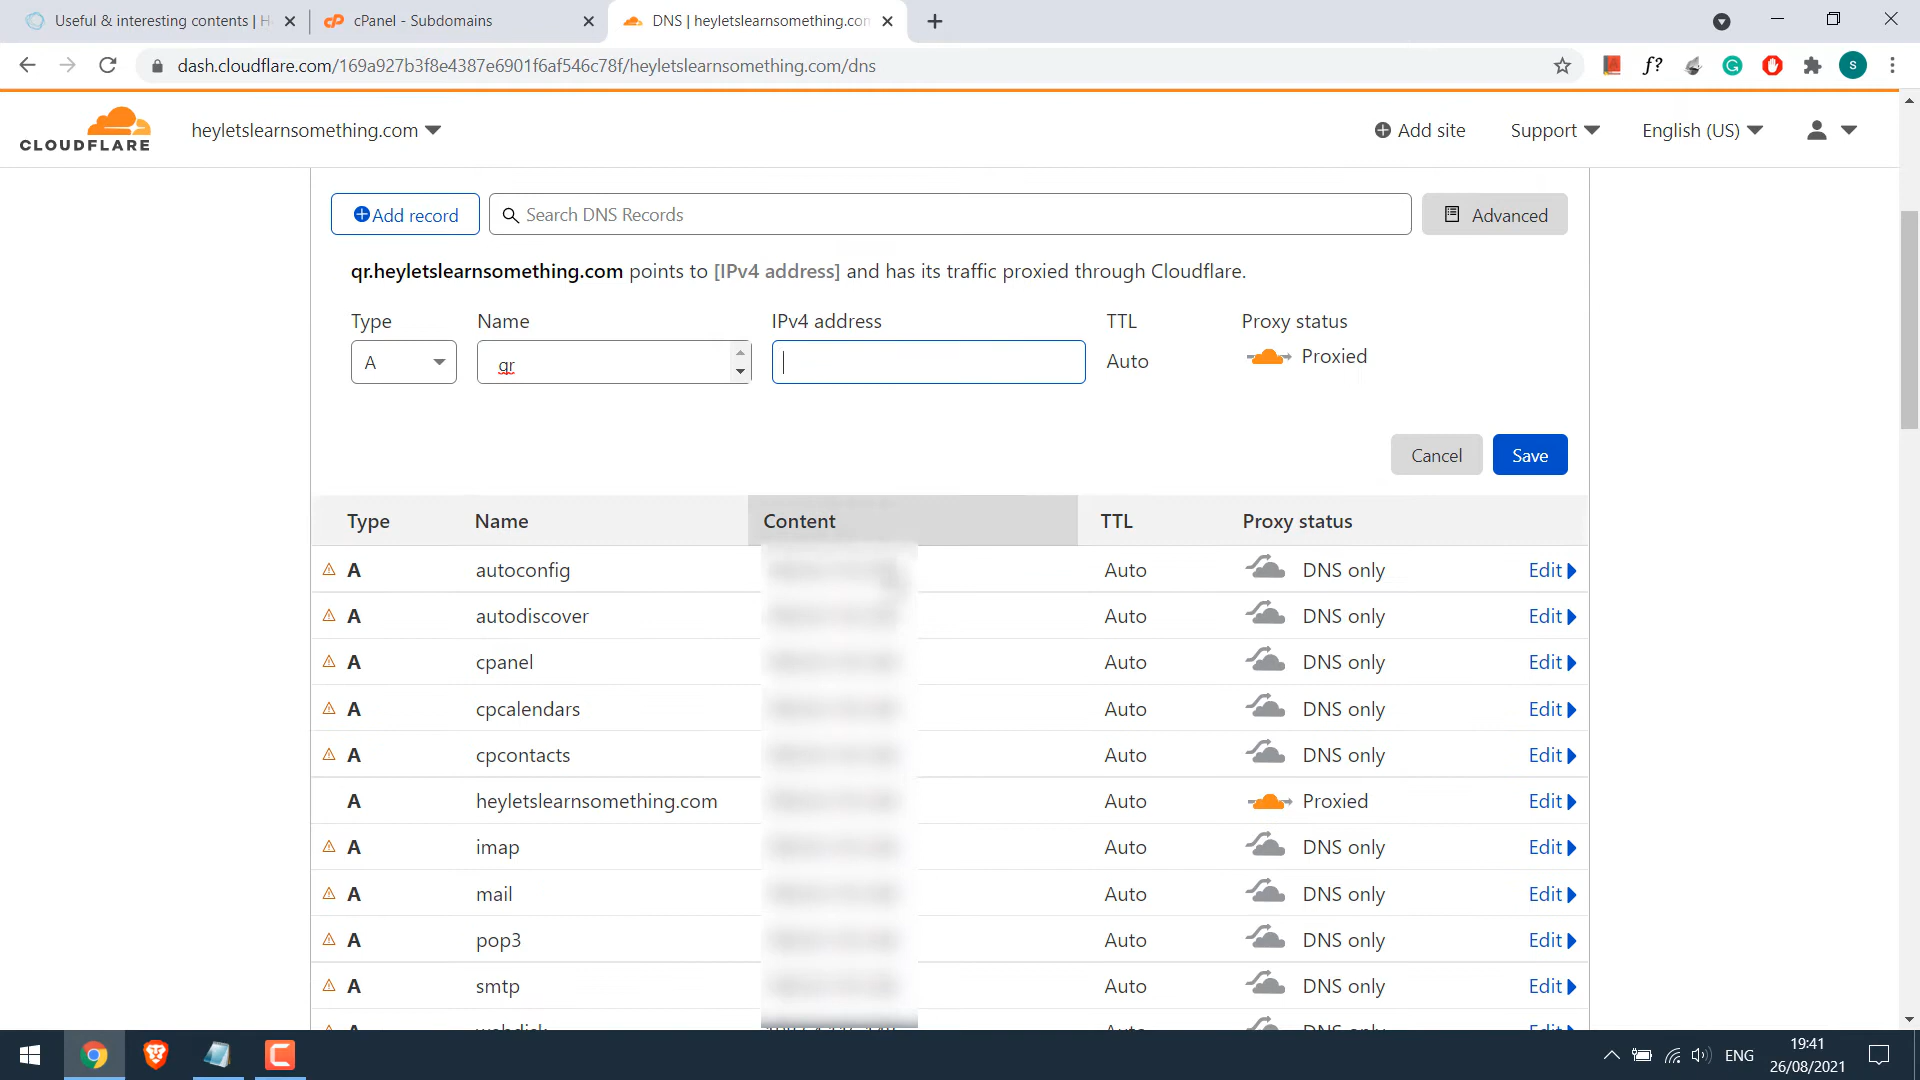 Useful & interesting contents | H
cPanel - Subdomains
DNS | heyletslearnsomething.com
dash.cloudflare.com/169a927b3f8e4387e6901f6af546c78f/heyletslearnsomething.com/dns
f?
S
CLOUDFLARE
heyletslearnsomething.com
Add site
Support
English (US)
Add record
Search DNS Records
Advanced
qr.heyletslearnsomething.com points to [IPv4 address] and has its traffic proxied through Cloudflare.
Type Name IPv4 address TTL Proxy status
A qr Auto Proxied
Cancel Save
Type Name Content TTL Proxy status
A autoconfig Auto DNS only Edit
A autodiscover Auto DNS only Edit
A cpanel Auto DNS only Edit
A cpcalendars Auto DNS only Edit
A cpcontacts Auto DNS only Edit
A heyletslearnsomething.com Auto Proxied Edit
A imap Auto DNS only Edit
A mail Auto DNS only Edit
A pop3 Auto DNS only Edit
A smtp Auto DNS only Edit
A webdisk Auto DNS only Edit
ENG
19:41
26/08/2021